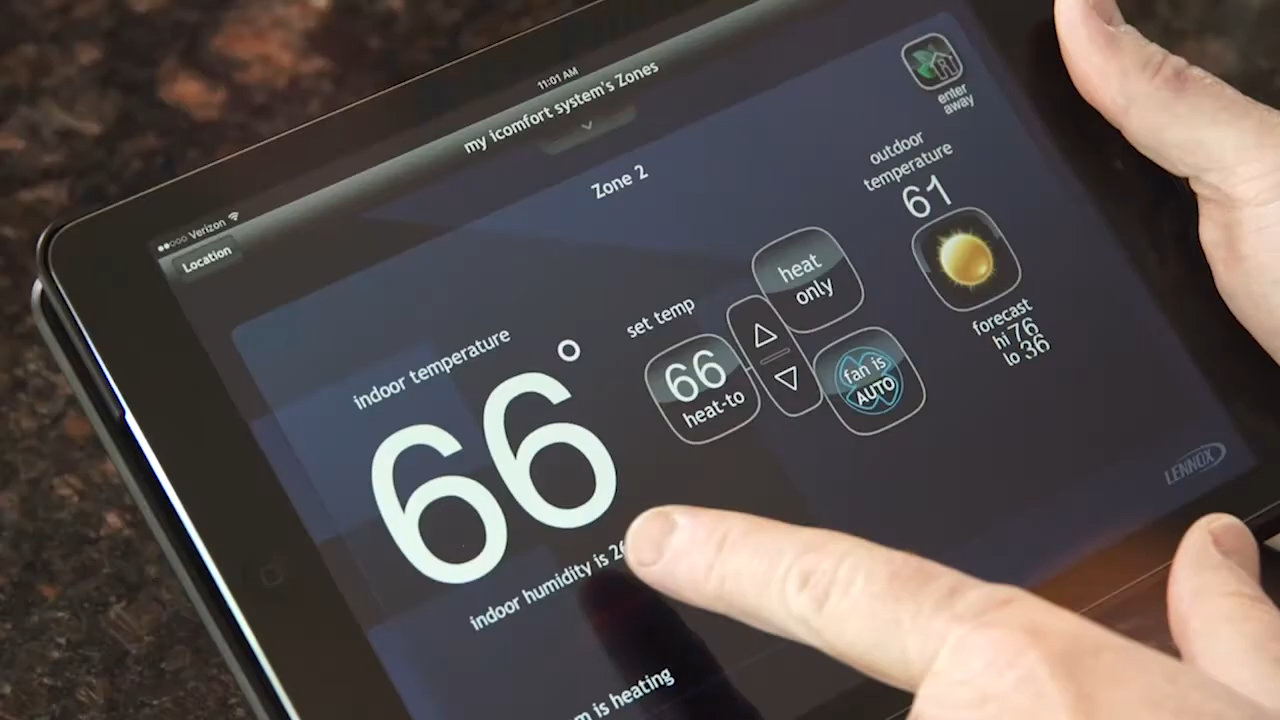 11:01 AM
my icomfort system's Zones
Verizon
Location
Zone 2
enter
away
outdoor
temperature
61
forecast
hi 76
lo 36
heat
only
set temp
66
heat-to
fan is
AUTO
indoor temperature
66°
indoor humidity is
is heating
LENNOX